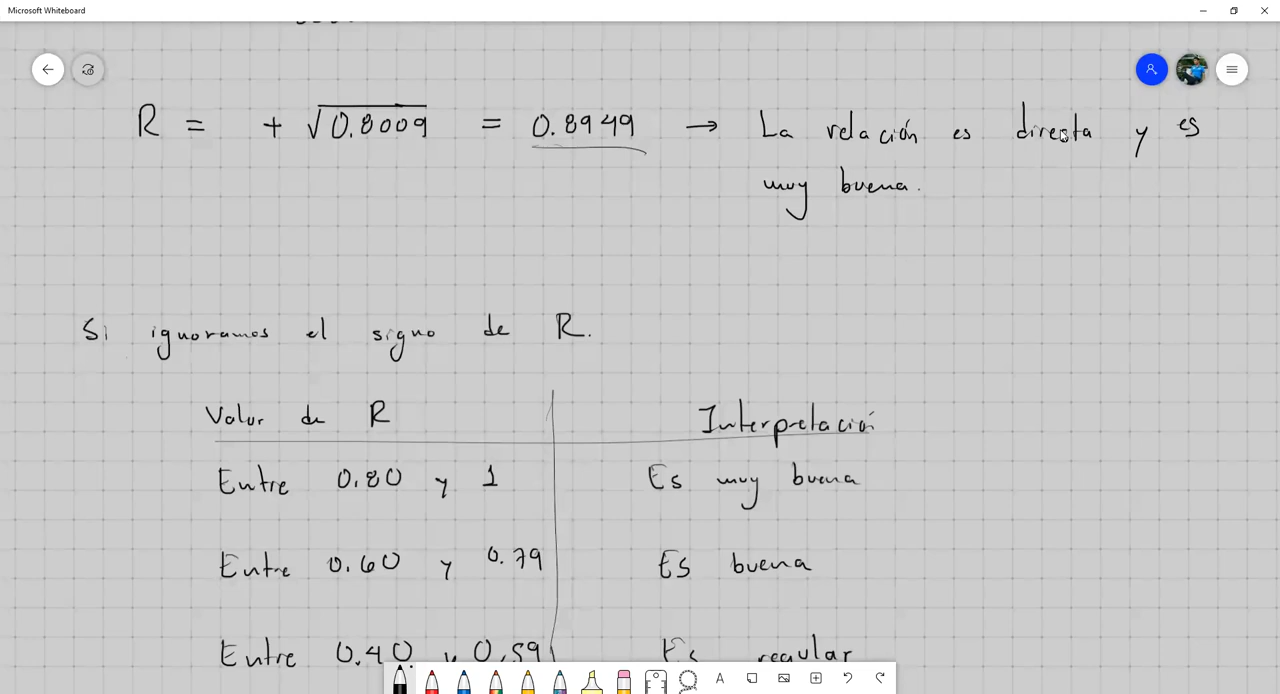 Microsoft Whiteboard
R = + √0.8009 = 0.8949 → La relación es directa y es
muy buena.
Si ignoramos el signo de R.
Valor de R Interpretación
Entre 0.80 y 1 Es muy buena
Entre 0.60 y 0.79 Es buena
Entre 0.40 y 0.59 Es regular
A